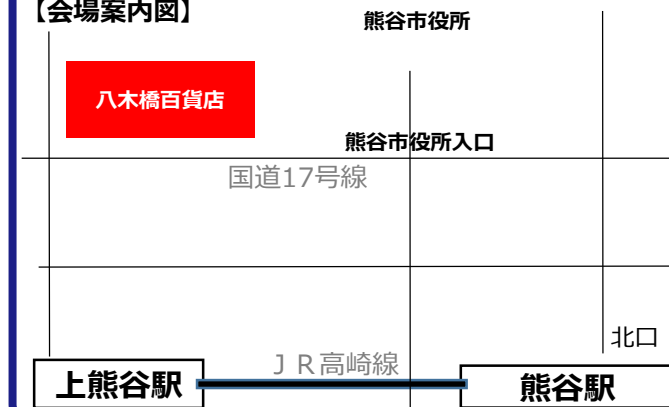 【会場案内図】
熊谷市役所
八木橋百貨店
熊谷市役所入口
国道17号線
北口
ＪＲ高崎線
上熊谷駅
熊谷駅